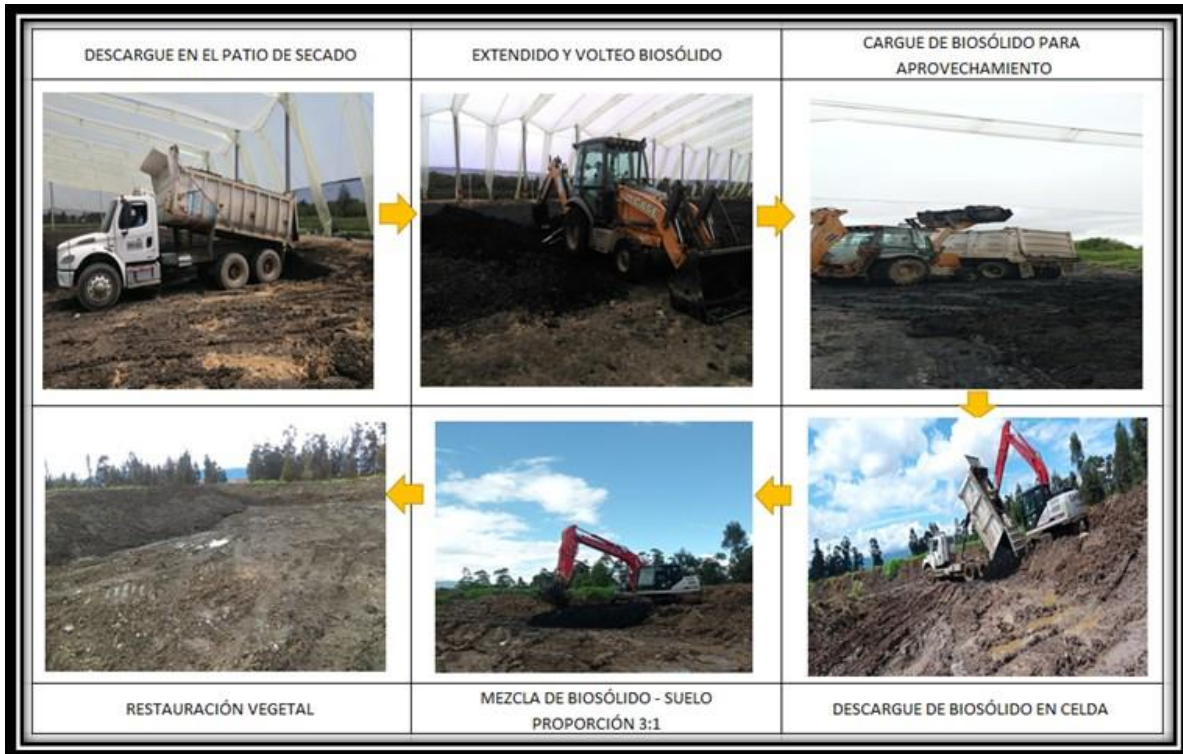 DESCARGUE EN EL PATIO DE SECADO
EXTENDIDO Y VOLTEO BIOSÓLIDO
CARGUE DE BIOSÓLIDO PARA
APROVECHAMIENTO
CASE
RESTAURACIÓN VEGETAL
MEZCLA DE BIOSÓLIDO - SUELO
PROPORCIÓN 3:1
DESCARGUE DE BIOSÓLIDO EN CELDA